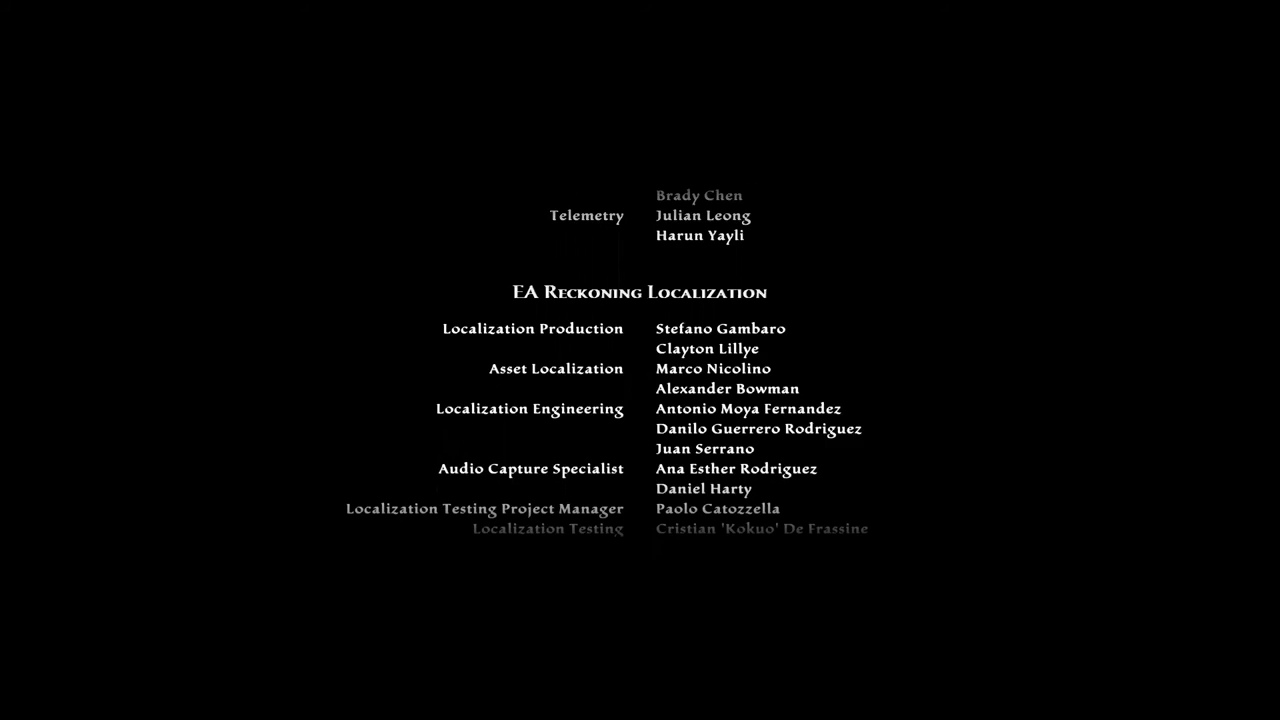 Brady Chen
Telemetry Julian Leong
Harun Yayli
EA Reckoning Localization
Localization Production Stefano Gambaro
Clayton Lillye
Asset Localization Marco Nicolino
Alexander Bowman
Localization Engineering Antonio Moya Fernandez
Danilo Guerrero Rodriguez
Juan Serrano
Audio Capture Specialist Ana Esther Rodriguez
Daniel Harty
Localization Testing Project Manager Paolo Catozzella
Localization Testing Cristian 'Kokuo' De Frassine